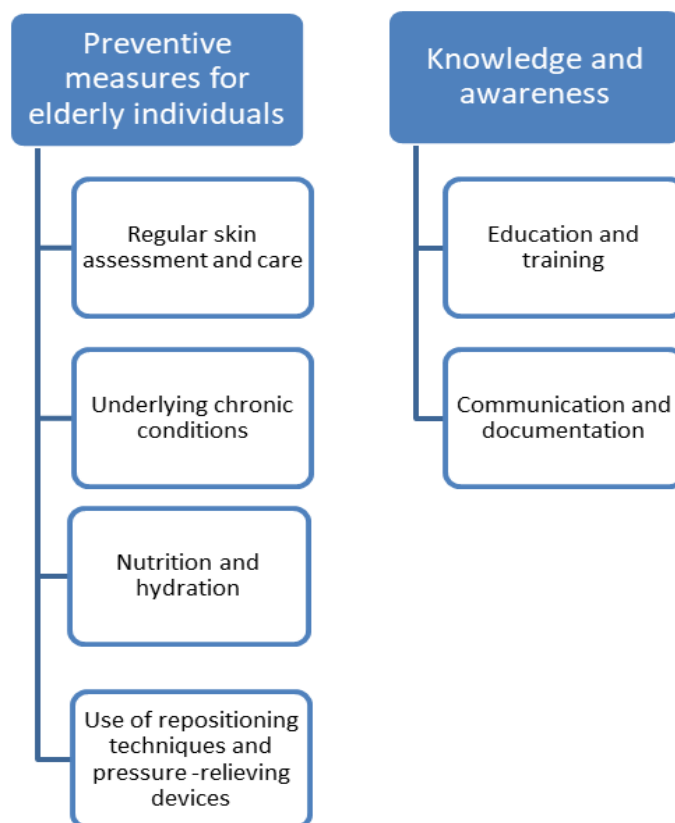 Preventive
measures for
elderly individuals
Regular skin
assessment and care
Underlying chronic
conditions
Nutrition and
hydration
Use of repositioning
techniques and
pressure -relieving
devices
Knowledge and
awareness
Education and
training
Communication and
documentation